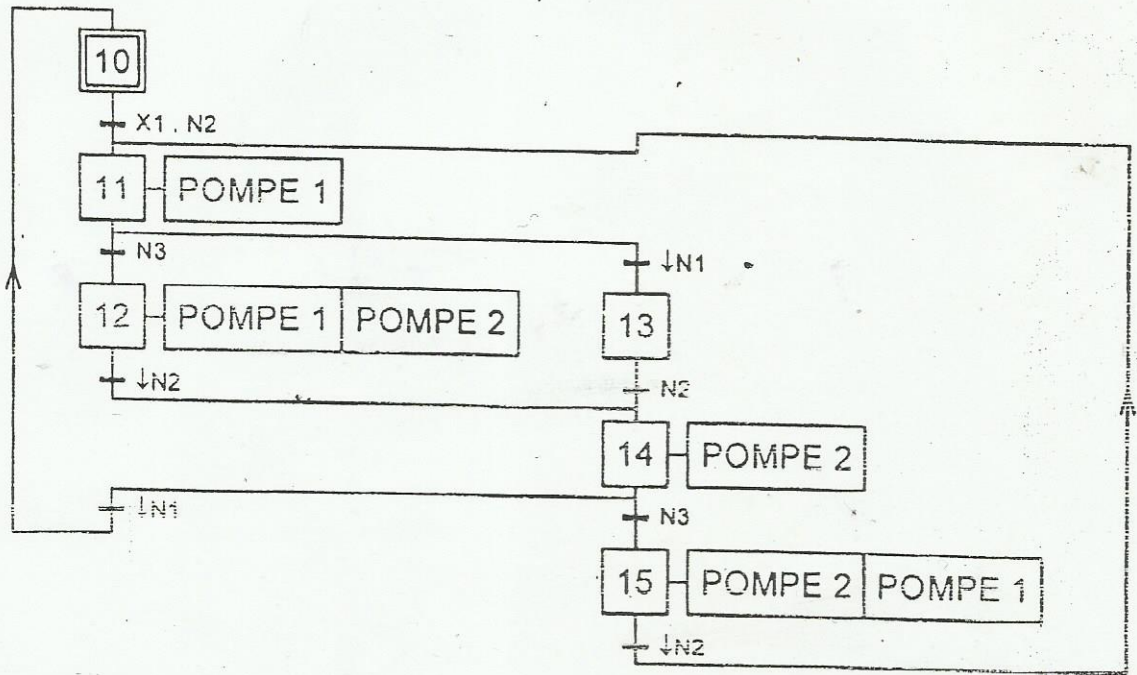 10
X1 . N2
11 POMPE 1
N3
↓N1
12 POMPE 1 POMPE 2
13
↓N2
N2
14 POMPE 2
↓N1
N3
15 POMPE 2 POMPE 1
↓N2